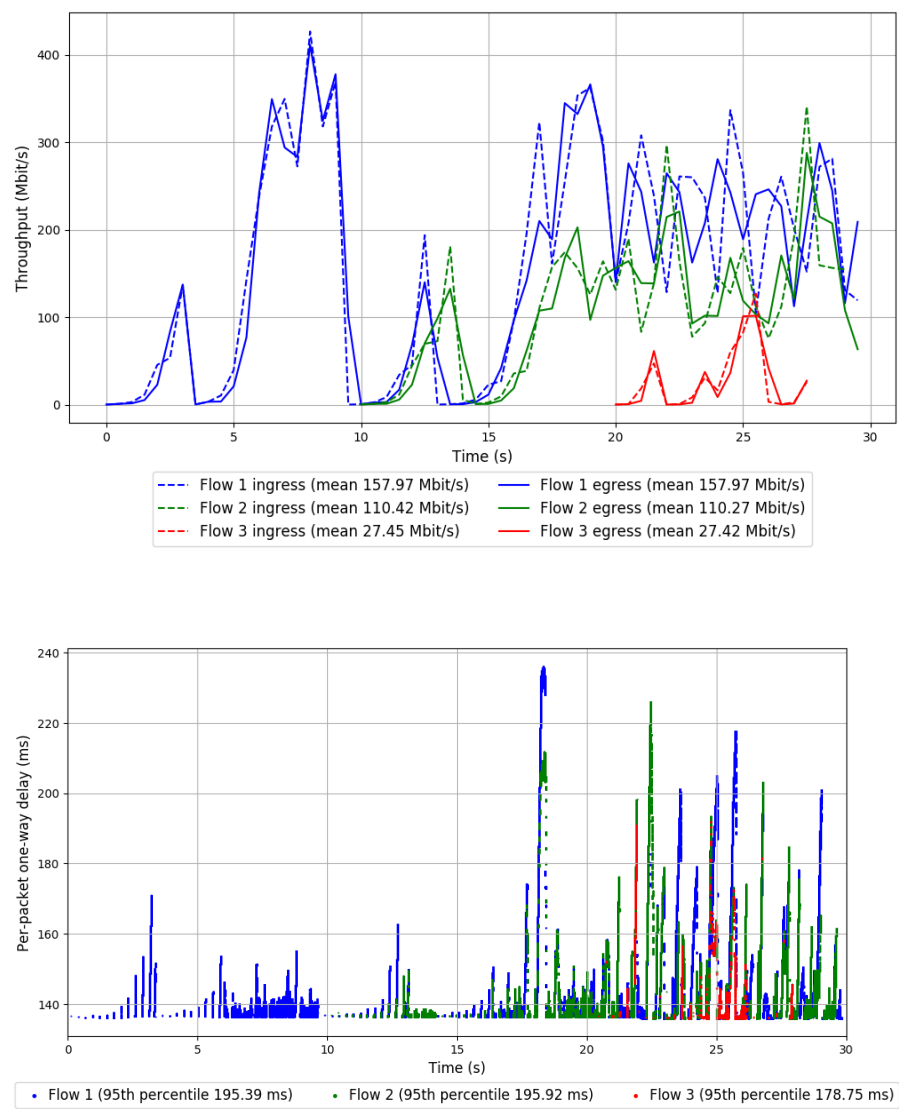 Throughput (Mbit/s)
400
300
200
100
0
0 5 10 15 20 25 30
Time (s)
Flow 1 ingress (mean 157.97 Mbit/s) Flow 1 egress (mean 157.97 Mbit/s)
Flow 2 ingress (mean 110.42 Mbit/s) Flow 2 egress (mean 110.27 Mbit/s)
Flow 3 ingress (mean 27.45 Mbit/s) Flow 3 egress (mean 27.42 Mbit/s)
Per-packet one-way delay (ms)
240
220
200
180
160
140
0 5 10 15 20 25 30
Time (s)
Flow 1 (95th percentile 195.39 ms) Flow 2 (95th percentile 195.92 ms) Flow 3 (95th percentile 178.75 ms)